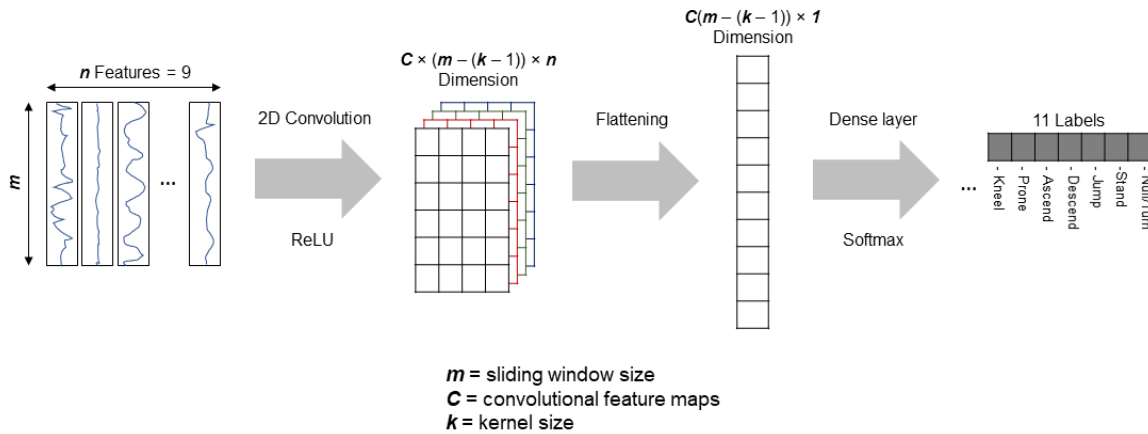 C(m – (k – 1)) × 1
Dimension
C × (m – (k – 1)) × n
Dimension
n Features = 9
m
...
2D Convolution
ReLU
Flattening
Dense layer
Softmax
11 Labels
...
- Kneel
- Prone
- Ascend
- Descend
- Jump
-Stand
- Null/Turn
m = sliding window size
C = convolutional feature maps
k = kernel size